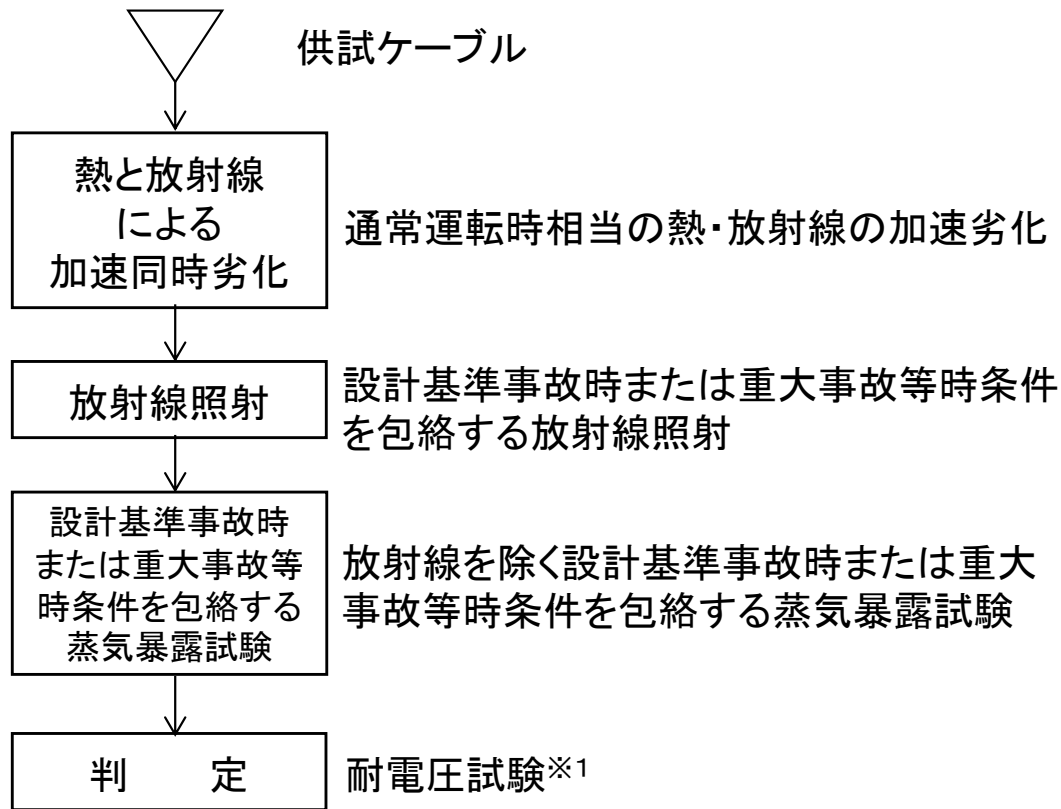 供試ケーブル
熱と放射線
による
加速同時劣化
通常運転時相当の熱・放射線の加速劣化
放射線照射
設計基準事故時または重大事故等時条件
を包絡する放射線照射
設計基準事故時
または重大事故等
時条件を包絡する
蒸気暴露試験
放射線を除く設計基準事故時または重大
事故等時条件を包絡する蒸気暴露試験
判　　定
耐電圧試験※1